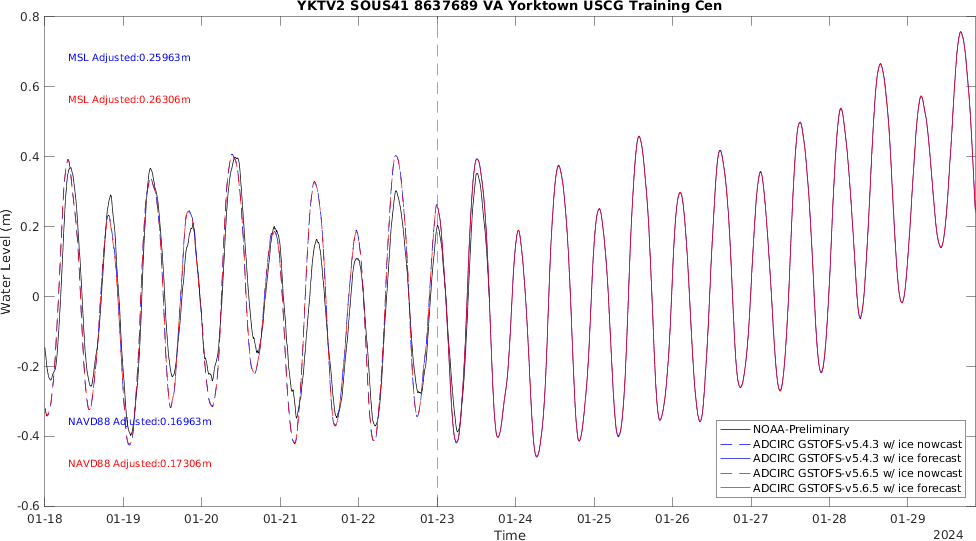 YKTV2 SOUS41 8637689 VA Yorktown USCG Training Cen
0.8
0.6
0.4
0.2
0
-0.2
-0.4
-0.6
Water Level (m)
MSL Adjusted:0.25963m
MSL Adjusted:0.26306m
NAVD88 Adjusted:0.16963m
NAVD88 Adjusted:0.17306m
NOAA-Preliminary
ADCIRC GSTOFS-v5.4.3 w/ ice nowcast
ADCIRC GSTOFS-v5.4.3 w/ ice forecast
ADCIRC GSTOFS-v5.6.5 w/ ice nowcast
ADCIRC GSTOFS-v5.6.5 w/ ice forecast
01-18 01-19 01-20 01-21 01-22 01-23 01-24 01-25 01-26 01-27 01-28 01-29
Time
2024